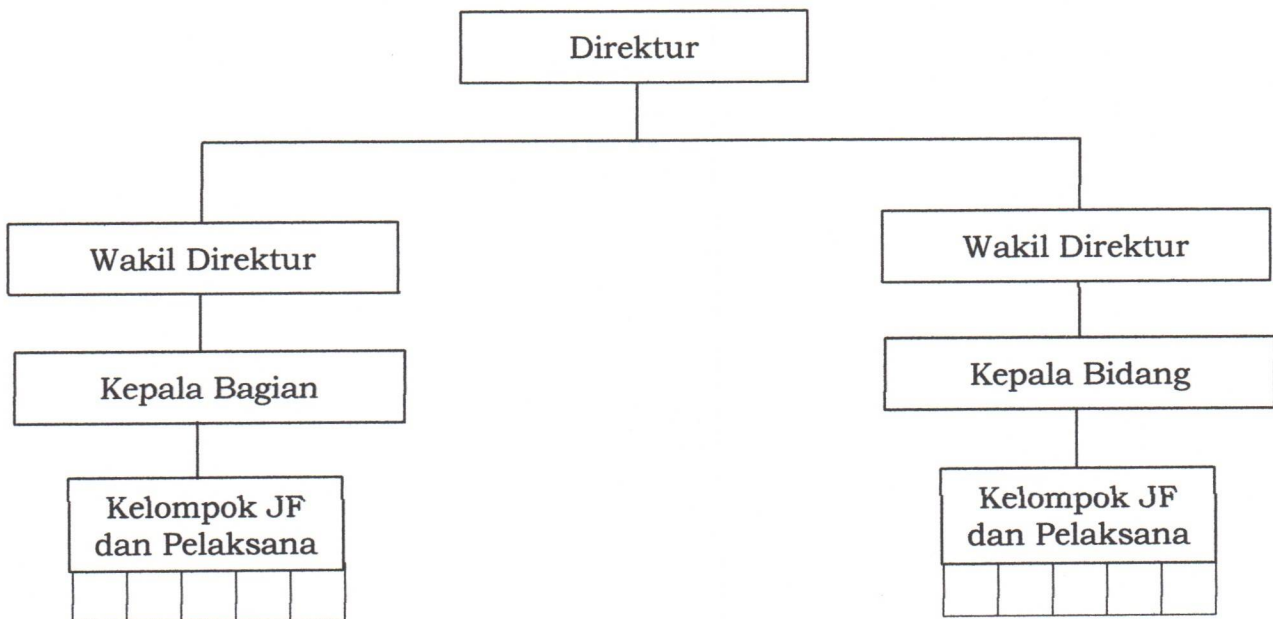 Direktur
Wakil Direktur
Wakil Direktur
Kepala Bagian
Kepala Bidang
Kelompok JF
dan Pelaksana
Kelompok JF
dan Pelaksana